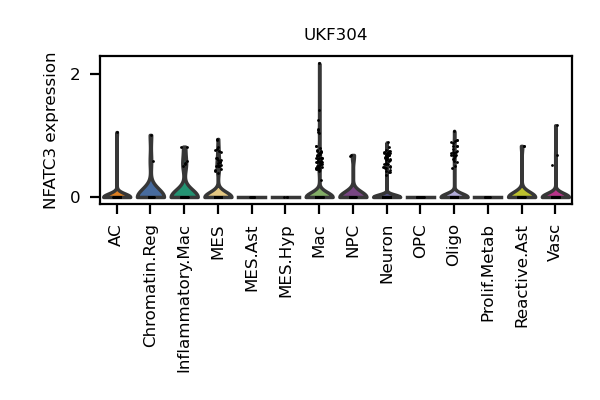 UKF304
NFATC3 expression
2
0
AC
Chromatin.Reg
Inflammatory.Mac
MES
MES.Ast
MES.Hyp
Mac
NPC
Neuron
OPC
Oligo
Prolif.Metab
Reactive.Ast
Vasc